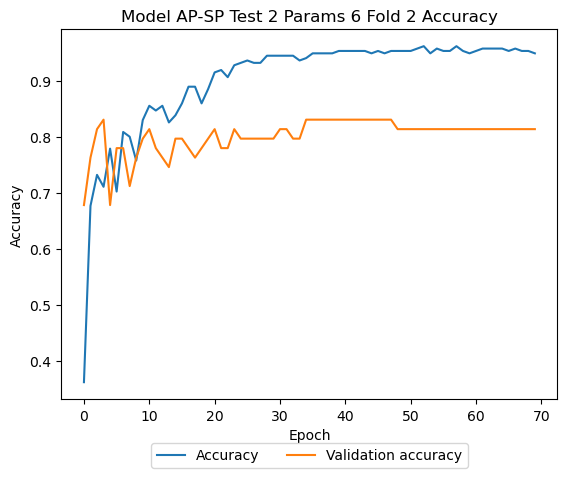 Model AP-SP Test 2 Params 6 Fold 2 Accuracy
Accuracy
0.9
0.8
0.7
0.6
0.5
0.4
0 10 20 30 40 50 60 70
Epoch
Accuracy Validation accuracy